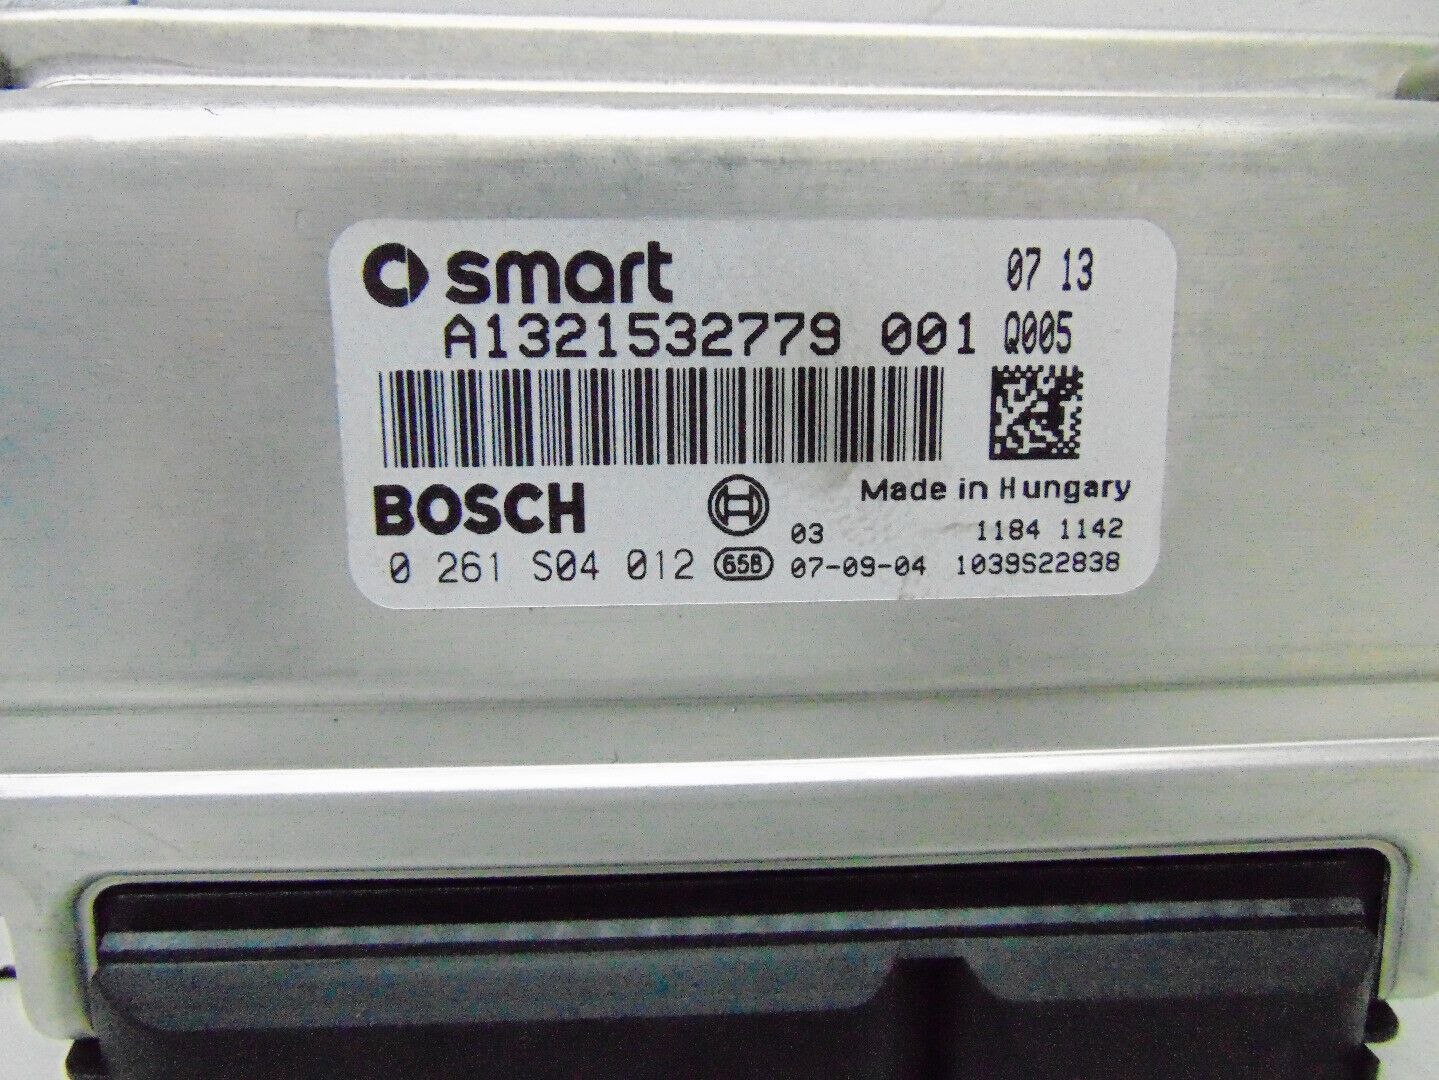 smart 07 13
A1321532779 001 Q005
BOSCH Made in Hungary
03 1184 1142
0 261 S04 012 65B 07-09-04 1039S22838